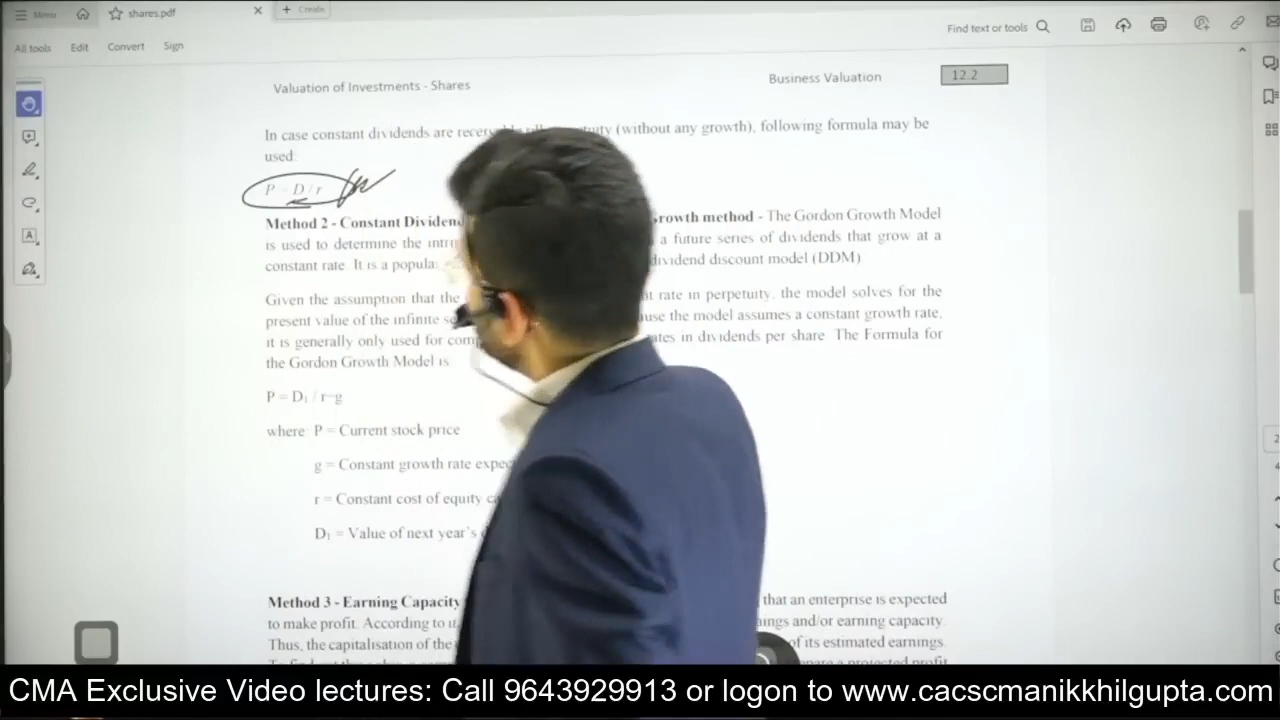 Menu
shares.pdf
+ Create
All tools Edit Convert Sign
Find text or tools
Valuation of Investments - Shares Business Valuation 12.2
In case constant dividends are (without any growth), following formula may be
used:
P = D / r
Method 2 - Constant Dividend rowth method - The Gordon Growth Model
is used to determine the a future series of dividends that grow at a
constant rate. It is a popular dividend discount model (DDM)
Given the assumption that the rate in perpetuity, the model solves for the
present value of the infinite the model assumes a constant growth rate,
it is generally only used for in dividends per share. The Formula for
the Gordon Growth Model is
P = D₁ / r-g
where: P = Current stock price
g = Constant growth rate
r = Constant cost of equity
D₁ = Value of next year's
Method 3 - Earning Capacity that an enterprise is expected
to make profit. According to and/or earning capacity.
Thus, the capitalisation of the of its estimated earnings.
CMA Exclusive Video lectures: Call 9643929913 or logon to www.cacscmanikkhilgupta.com